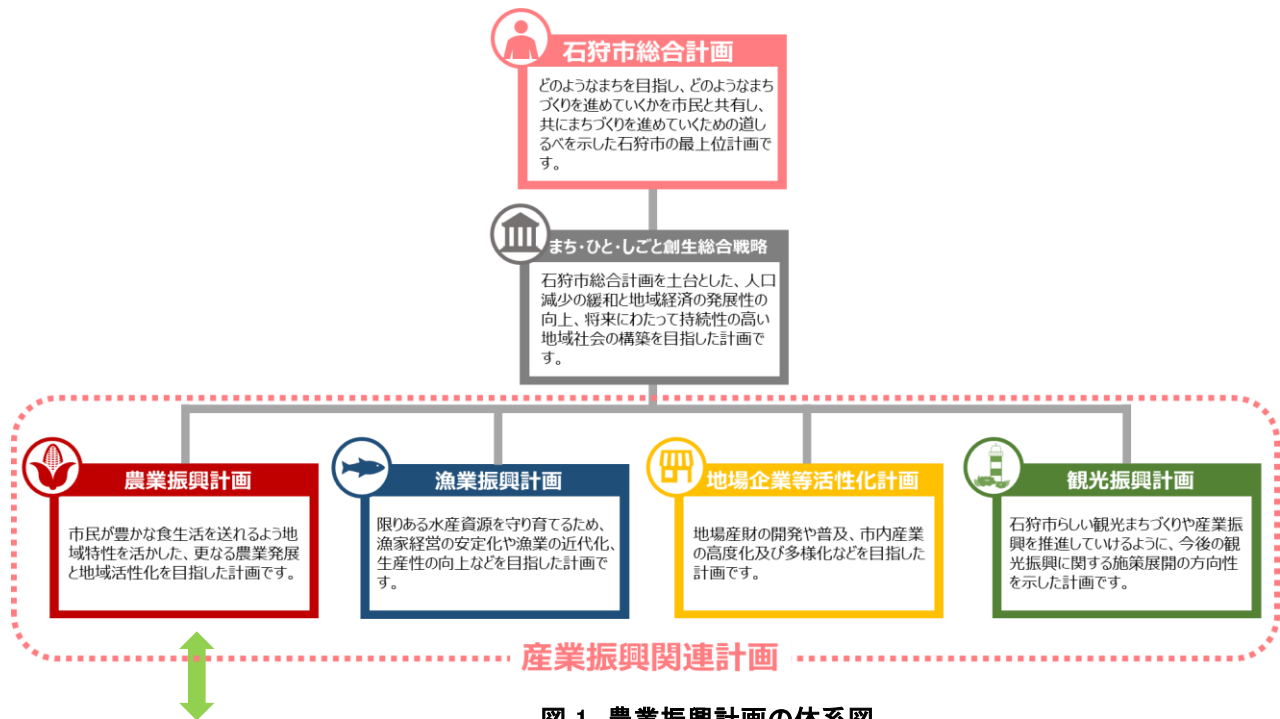 石狩市総合計画
どのようなまちを目指し、どのようなまち
づくりを進めていくかを市民と共有し、
共にまちづくりを進めていくための道し
るべを示した石狩市の最上位計画で
す。
まち・ひと・しごと創生総合戦略
石狩市総合計画を土台とした、人口
減少の緩和と地域経済の発展性の
向上、将来にわたって持続性の高い
地域社会の構築を目指した計画で
す。
農業振興計画
市民が豊かな食生活を送れるよう地
域特性を活かした、更なる農業発展
と地域活性化を目指した計画です。
漁業振興計画
限りある水産資源を守り育てるため、
漁家経営の安定化や漁業の近代化、
生産性の向上などを目指した計画で
す。
地場企業等活性化計画
地場産財の開発や普及、市内産業
の高度化及び多様化などを目指した
計画です。
観光振興計画
石狩市らしい観光まちづくりや産業振
興を推進していけるように、今後の観
光振興に関する施策展開の方向性
を示した計画です。
産業振興関連計画
図 1 農業振興計画の体系図